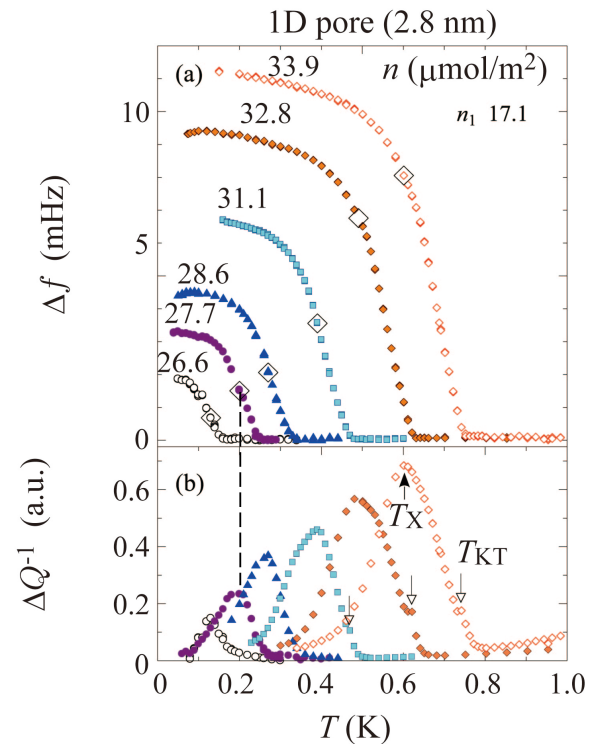 1D pore (2.8 nm)
(a)
33.9
n (μmol/m²)
32.8
n₁ 17.1
10
31.1
5
28.6
27.7
26.6
0
Δf (mHz)
(b)
0.6
T_X
0.4
T_KT
0.2
0
ΔQ⁻¹ (a.u.)
0 0.2 0.4 0.6 0.8 1.0
T (K)